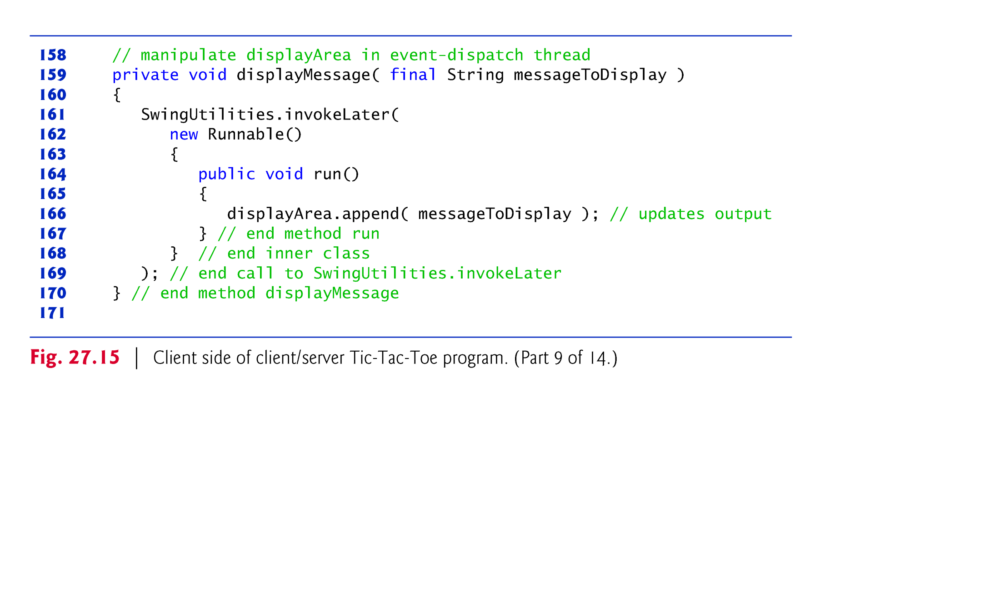 158 // manipulate displayArea in event-dispatch thread
159 private void displayMessage( final String messageToDisplay )
160 {
161 SwingUtilities.invokeLater(
162 new Runnable()
163 {
164 public void run()
165 {
166 displayArea.append( messageToDisplay ); // updates output
167 } // end method run
168 }  // end inner class
169 ); // end call to SwingUtilities.invokeLater
170 } // end method displayMessage
171
Fig. 27.15 | Client side of client/server Tic-Tac-Toe program. (Part 9 of 14.)